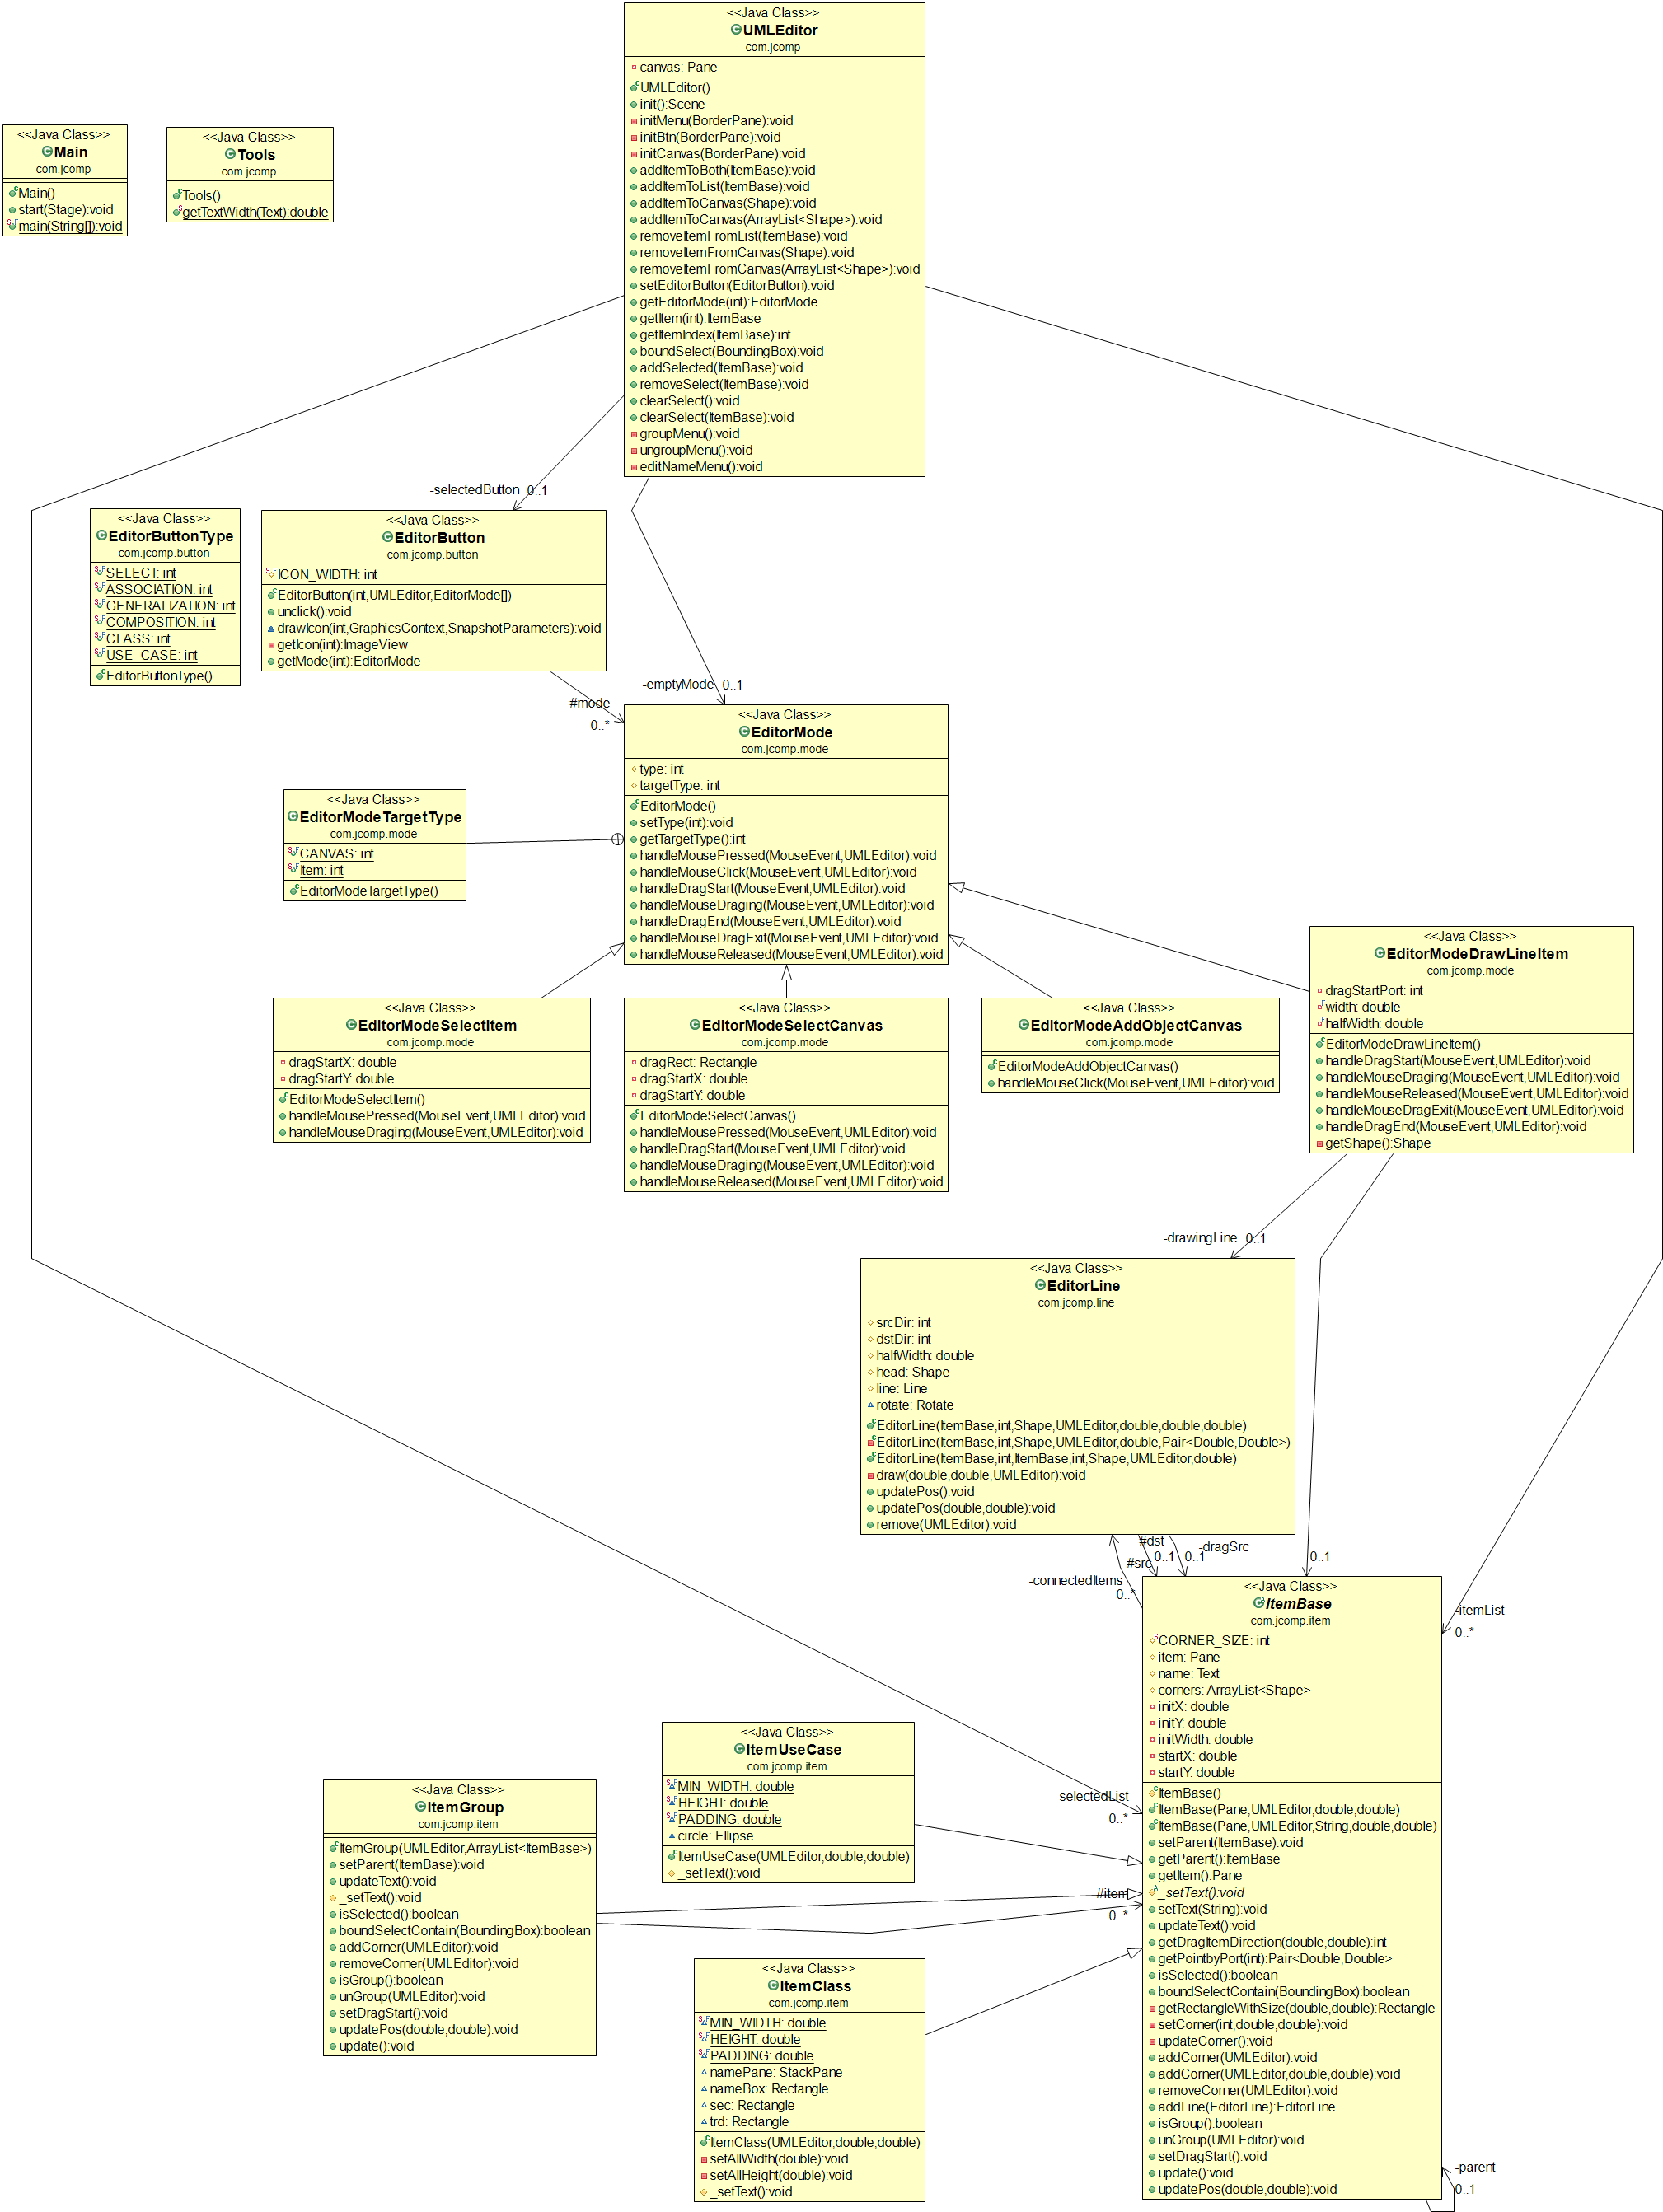 <<Java Class>>
UMLEditor
com.jcomp
canvas: Pane
UMLEditor()
init():Scene
initMenu(BorderPane):void
initBtn(BorderPane):void
initCanvas(BorderPane):void
addItemToBoth(ItemBase):void
addItemToList(ItemBase):void
addItemToCanvas(Shape):void
addItemToCanvas(ArrayList<Shape>):void
removeItemFromList(ItemBase):void
removeItemFromCanvas(Shape):void
removeItemFromCanvas(ArrayList<Shape>):void
setEditorButton(EditorButton):void
getEditorMode(int):EditorMode
getItem(int):ItemBase
getItemIndex(ItemBase):int
boundSelect(BoundingBox):void
addSelected(ItemBase):void
removeSelect(ItemBase):void
clearSelect():void
clearSelect(ItemBase):void
groupMenu():void
ungroupMenu():void
editNameMenu():void
<<Java Class>>
Main
com.jcomp
Main()
start(Stage):void
main(String[]):void
<<Java Class>>
Tools
com.jcomp
Tools()
getTextWidth(Text):double
-selectedButton 0..1
<<Java Class>>
EditorButtonType
com.jcomp.button
SELECT: int
ASSOCIATION: int
GENERALIZATION: int
COMPOSITION: int
CLASS: int
USE_CASE: int
EditorButtonType()
<<Java Class>>
EditorButton
com.jcomp.button
ICON_WIDTH: int
EditorButton(int,UMLEditor,EditorMode[])
unclick():void
drawIcon(int,GraphicsContext,SnapshotParameters):void
getIcon(int):ImageView
getMode(int):EditorMode
-emptyMode 0..1
#mode
0..*
<<Java Class>>
EditorMode
com.jcomp.mode
type: int
targetType: int
EditorMode()
setType(int):void
getTargetType():int
handleMousePressed(MouseEvent,UMLEditor):void
handleMouseClick(MouseEvent,UMLEditor):void
handleDragStart(MouseEvent,UMLEditor):void
handleMouseDraging(MouseEvent,UMLEditor):void
handleDragEnd(MouseEvent,UMLEditor):void
handleMouseDragExit(MouseEvent,UMLEditor):void
handleMouseReleased(MouseEvent,UMLEditor):void
<<Java Class>>
EditorModeTargetType
com.jcomp.mode
CANVAS: int
Item: int
EditorModeTargetType()
<<Java Class>>
EditorModeSelectItem
com.jcomp.mode
dragStartX: double
dragStartY: double
EditorModeSelectItem()
handleMousePressed(MouseEvent,UMLEditor):void
handleMouseDraging(MouseEvent,UMLEditor):void
<<Java Class>>
EditorModeSelectCanvas
com.jcomp.mode
dragRect: Rectangle
dragStartX: double
dragStartY: double
EditorModeSelectCanvas()
handleMousePressed(MouseEvent,UMLEditor):void
handleDragStart(MouseEvent,UMLEditor):void
handleMouseDraging(MouseEvent,UMLEditor):void
handleMouseReleased(MouseEvent,UMLEditor):void
<<Java Class>>
EditorModeAddObjectCanvas
com.jcomp.mode
EditorModeAddObjectCanvas()
handleMouseClick(MouseEvent,UMLEditor):void
<<Java Class>>
EditorModeDrawLineItem
com.jcomp.mode
dragStartPort: int
width: double
halfWidth: double
EditorModeDrawLineItem()
handleDragStart(MouseEvent,UMLEditor):void
handleMouseDraging(MouseEvent,UMLEditor):void
handleMouseReleased(MouseEvent,UMLEditor):void
handleMouseDragExit(MouseEvent,UMLEditor):void
handleDragEnd(MouseEvent,UMLEditor):void
getShape():Shape
-drawingLine 0..1
<<Java Class>>
EditorLine
com.jcomp.line
srcDir: int
dstDir: int
halfWidth: double
head: Shape
line: Line
rotate: Rotate
EditorLine(ItemBase,int,Shape,UMLEditor,double,double,double)
EditorLine(ItemBase,int,Shape,UMLEditor,double,Pair<Double,Double>)
EditorLine(ItemBase,int,ItemBase,int,Shape,UMLEditor,double)
draw(double,double,UMLEditor):void
updatePos():void
updatePos(double,double):void
remove(UMLEditor):void
#dst
-dragSrc
#src 0..1 0..1 0..1
-connectedItems
0..*
<<Java Class>>
ItemBase
com.jcomp.item
CORNER_SIZE: int
item: Pane
name: Text
corners: ArrayList<Shape>
initX: double
initY: double
initWidth: double
startX: double
startY: double
ItemBase()
ItemBase(Pane,UMLEditor,double,double)
ItemBase(Pane,UMLEditor,String,double,double)
setParent(ItemBase):void
getParent():ItemBase
getItem():Pane
_setText():void
setText(String):void
updateText():void
getDragItemDirection(double,double):int
getPointbyPort(int):Pair<Double,Double>
isSelected():boolean
boundSelectContain(BoundingBox):boolean
getRectangleWithSize(double,double):Rectangle
setCorner(int,double,double):void
updateCorner():void
addCorner(UMLEditor):void
addCorner(UMLEditor,double,double):void
removeCorner(UMLEditor):void
addLine(EditorLine):EditorLine
isGroup():boolean
unGroup(UMLEditor):void
setDragStart():void
update():void
updatePos(double,double):void
-itemList
0..*
-selectedList
0..*
#item
0..*
-parent
0..1
<<Java Class>>
ItemUseCase
com.jcomp.item
MIN_WIDTH: double
HEIGHT: double
PADDING: double
circle: Ellipse
ItemUseCase(UMLEditor,double,double)
_setText():void
<<Java Class>>
ItemGroup
com.jcomp.item
ItemGroup(UMLEditor,ArrayList<ItemBase>)
setParent(ItemBase):void
updateText():void
_setText():void
isSelected():boolean
boundSelectContain(BoundingBox):boolean
addCorner(UMLEditor):void
removeCorner(UMLEditor):void
isGroup():boolean
unGroup(UMLEditor):void
setDragStart():void
updatePos(double,double):void
update():void
<<Java Class>>
ItemClass
com.jcomp.item
MIN_WIDTH: double
HEIGHT: double
PADDING: double
namePane: StackPane
nameBox: Rectangle
sec: Rectangle
trd: Rectangle
ItemClass(UMLEditor,double,double)
setAllWidth(double):void
setAllHeight(double):void
_setText():void